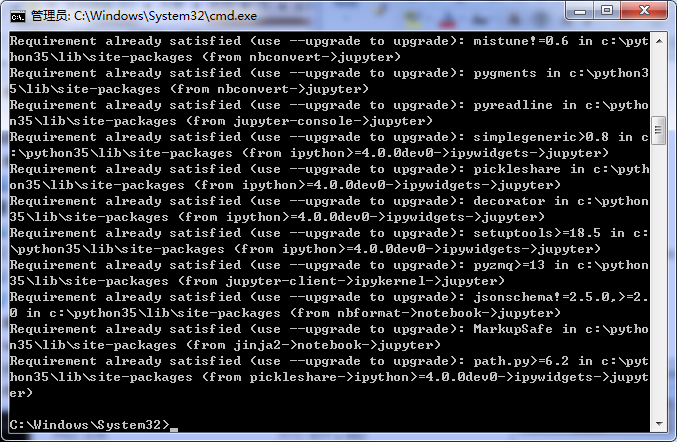 管理员: C:\Windows\System32\cmd.exe
Requirement already satisfied (use --upgrade to upgrade): mistune!=0.6 in c:\pyt
hon35\lib\site-packages (from nbconvert->jupyter)
Requirement already satisfied (use --upgrade to upgrade): pygments in c:\python3
5\lib\site-packages (from nbconvert->jupyter)
Requirement already satisfied (use --upgrade to upgrade): pyreadline in c:\pytho
n35\lib\site-packages (from jupyter-console->jupyter)
Requirement already satisfied (use --upgrade to upgrade): simplegeneric>0.8 in c
:\python35\lib\site-packages (from ipython>=4.0.0dev0->ipywidgets->jupyter)
Requirement already satisfied (use --upgrade to upgrade): pickleshare in c:\pyth
on35\lib\site-packages (from ipython>=4.0.0dev0->ipywidgets->jupyter)
Requirement already satisfied (use --upgrade to upgrade): decorator in c:\python
35\lib\site-packages (from ipython>=4.0.0dev0->ipywidgets->jupyter)
Requirement already satisfied (use --upgrade to upgrade): setuptools>=18.5 in c:
\python35\lib\site-packages (from ipython>=4.0.0dev0->ipywidgets->jupyter)
Requirement already satisfied (use --upgrade to upgrade): pyzmq>=13 in c:\python
35\lib\site-packages (from jupyter-client->ipykernel->jupyter)
Requirement already satisfied (use --upgrade to upgrade): jsonschema!=2.5.0,>=2.
0 in c:\python35\lib\site-packages (from nbformat->notebook->jupyter)
Requirement already satisfied (use --upgrade to upgrade): MarkupSafe in c:\pytho
n35\lib\site-packages (from jinja2->notebook->jupyter)
Requirement already satisfied (use --upgrade to upgrade): path.py>=6.2 in c:\pyt
hon35\lib\site-packages (from pickleshare->ipython>=4.0.0dev0->ipywidgets->jupyt
er)
C:\Windows\System32>